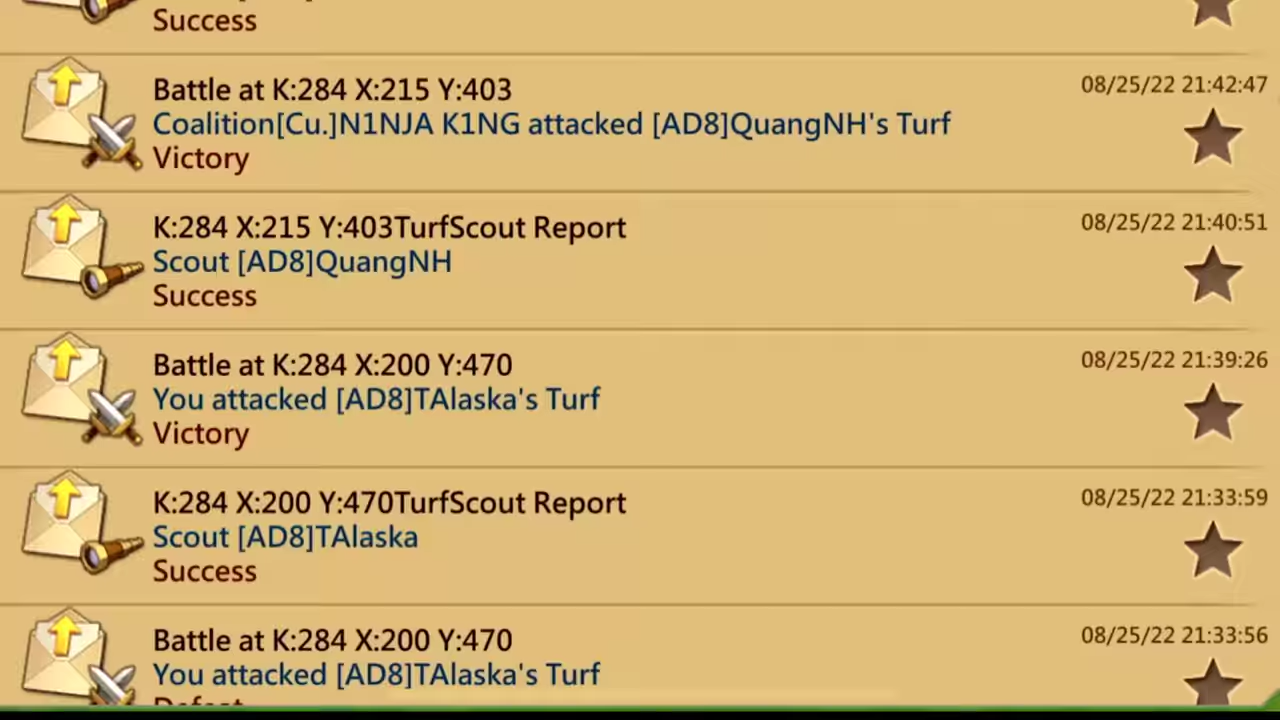 Success
Battle at K:284 X:215 Y:403
08/25/22 21:42:47
Coalition[Cu.]N1NJA K1NG attacked [AD8]QuangNH's Turf
Victory
K:284 X:215 Y:403TurfScout Report
08/25/22 21:40:51
Scout [AD8]QuangNH
Success
Battle at K:284 X:200 Y:470
08/25/22 21:39:26
You attacked [AD8]TAlaska's Turf
Victory
K:284 X:200 Y:470TurfScout Report
08/25/22 21:33:59
Scout [AD8]TAlaska
Success
Battle at K:284 X:200 Y:470
08/25/22 21:33:56
You attacked [AD8]TAlaska's Turf
Defeat